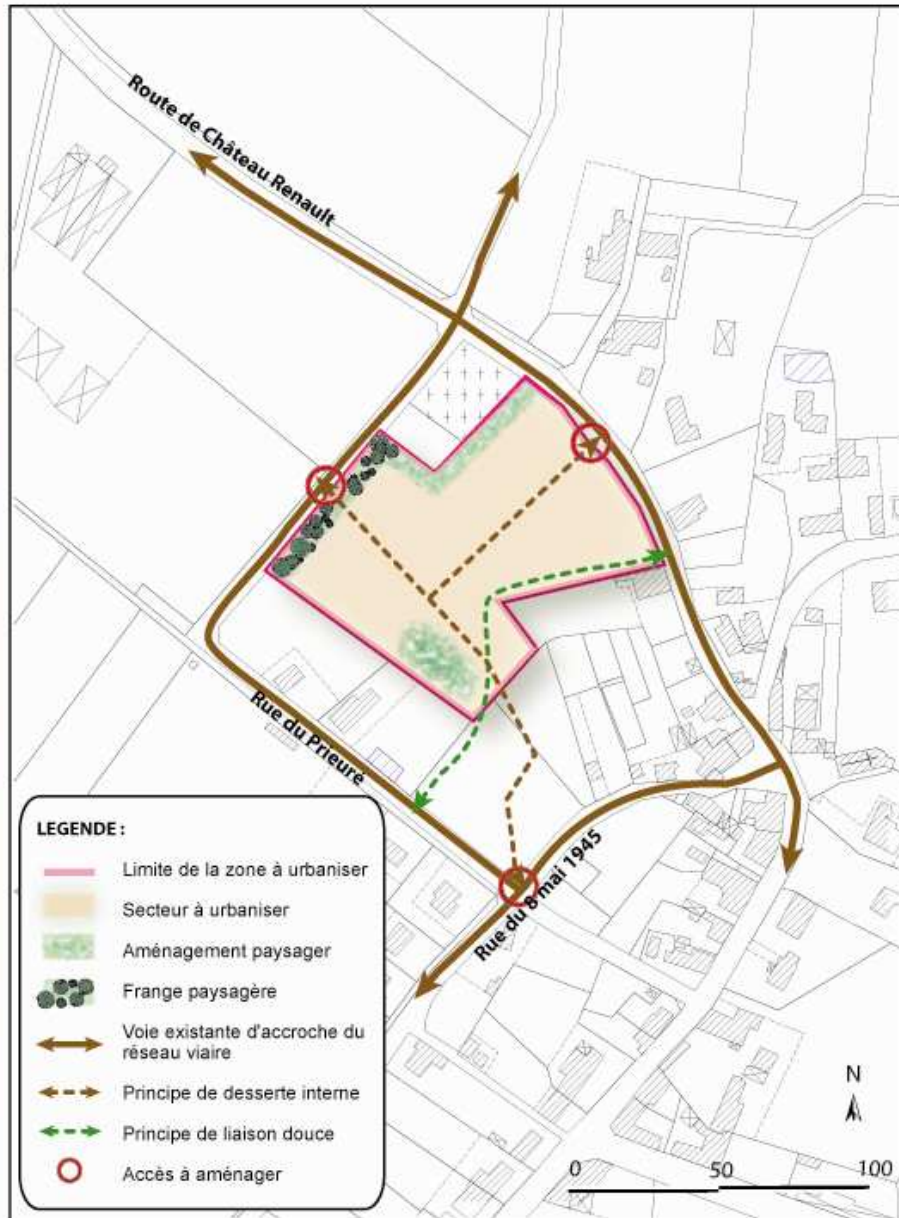 Route de Château Renault
Rue du Prieuré
Rue du 8 mai 1945
LEGENDE :
Limite de la zone à urbaniser
Secteur à urbaniser
Aménagement paysager
Frange paysagère
Voie existante d'accroche du
réseau viaire
Principe de desserte interne
Principe de liaison douce
Accès à aménager
N
0 50 100